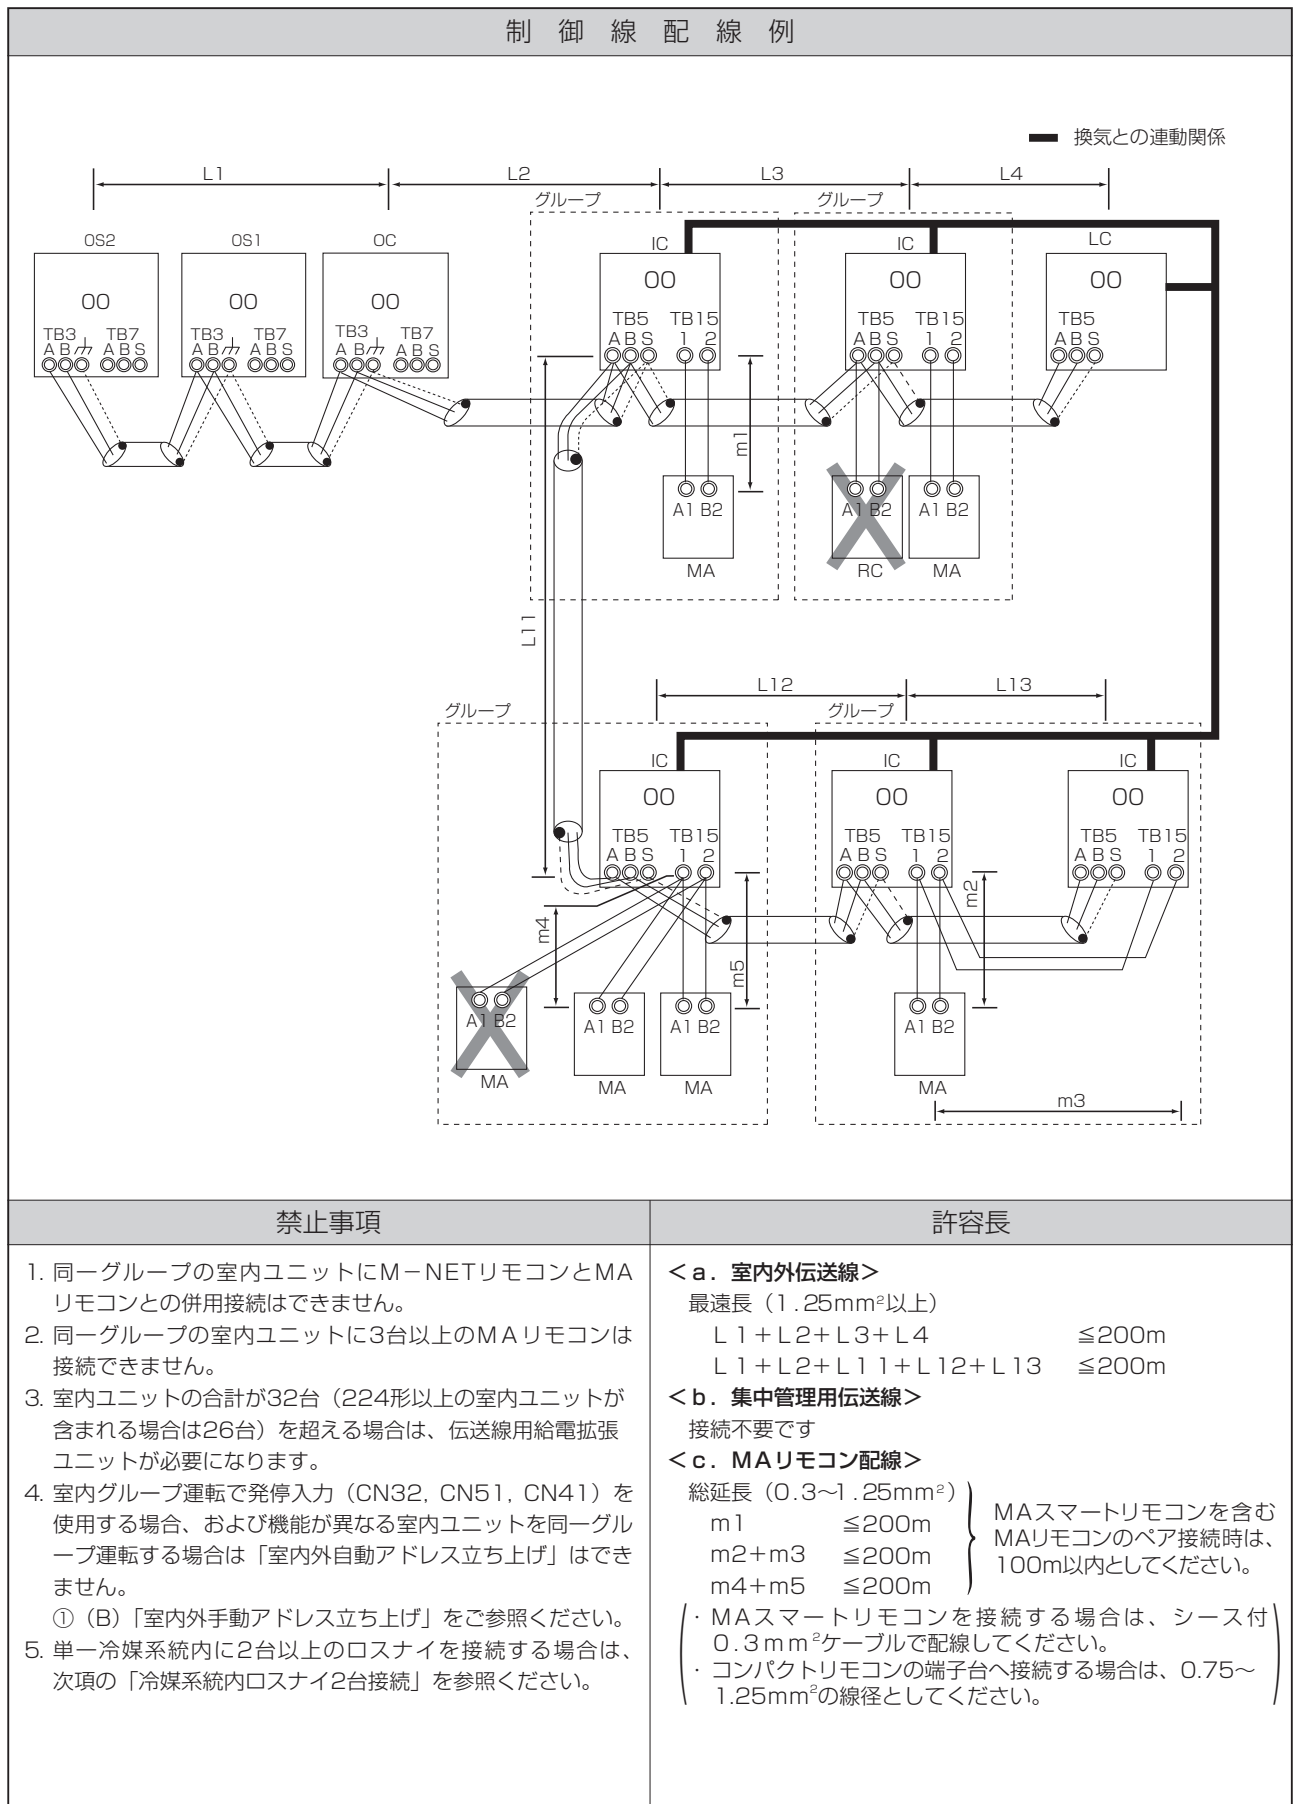 制御線配線例
換気との連動関係
L1 L2 L3 L4
グループ グループ
OS2 OS1 OC IC IC LC
00 00 00 00 00 00
TB3 TB7 TB3 TB7 TB3 TB7 TB5 TB15 TB5 TB15 TB5
A B A B S A B A B S A B A B S A B S 1 2 A B S 1 2 A B S
m1
A1 B2 A1 B2 A1 B2
MA RC MA
L11
L12 L13
グループ グループ
IC IC IC
00 00 00
TB5 TB15 TB5 TB15 TB5 TB15
A B S 1 2 A B S 1 2 A B S 1 2
m4 m5 m2
A1 B2 A1 B2 A1 B2 A1 B2
MA MA MA MA
m3
禁止事項
1. 同一グループの室内ユニットにM−NETリモコンとMA
リモコンとの併用接続はできません。
2. 同一グループの室内ユニットに3台以上のMAリモコンは
接続できません。
3. 室内ユニットの合計が32台（224形以上の室内ユニットが
含まれる場合は26台）を超える場合は、伝送線用給電拡張
ユニットが必要になります。
4. 室内グループ運転で発停入力（CN32, CN51, CN41）を
使用する場合、および機能が異なる室内ユニットを同一グル
ープ運転する場合は「室内外自動アドレス立ち上げ」はでき
ません。
①（B）「室内外手動アドレス立ち上げ」をご参照ください。
5. 単一冷媒系統内に2台以上のロスナイを接続する場合は、
次項の「冷媒系統内ロスナイ2台接続」を参照ください。
許容長
＜a．室内外伝送線＞
最遠長（1.25mm²以上）
L1＋L2＋L3＋L4 ≦200m
L1＋L2＋L11＋L12＋L13 ≦200m
＜b．集中管理用伝送線＞
接続不要です
＜c．MAリモコン配線＞
総延長（0.3〜1.25mm²）
m1 ≦200m
m2＋m3 ≦200m
m4＋m5 ≦200m
MAスマートリモコンを含む
MAリモコンのペア接続時は、
100m以内としてください。
・MAスマートリモコンを接続する場合は、シース付
0.3mm²ケーブルで配線してください。
・コンパクトリモコンの端子台へ接続する場合は、0.75〜
1.25mm²の線径としてください。